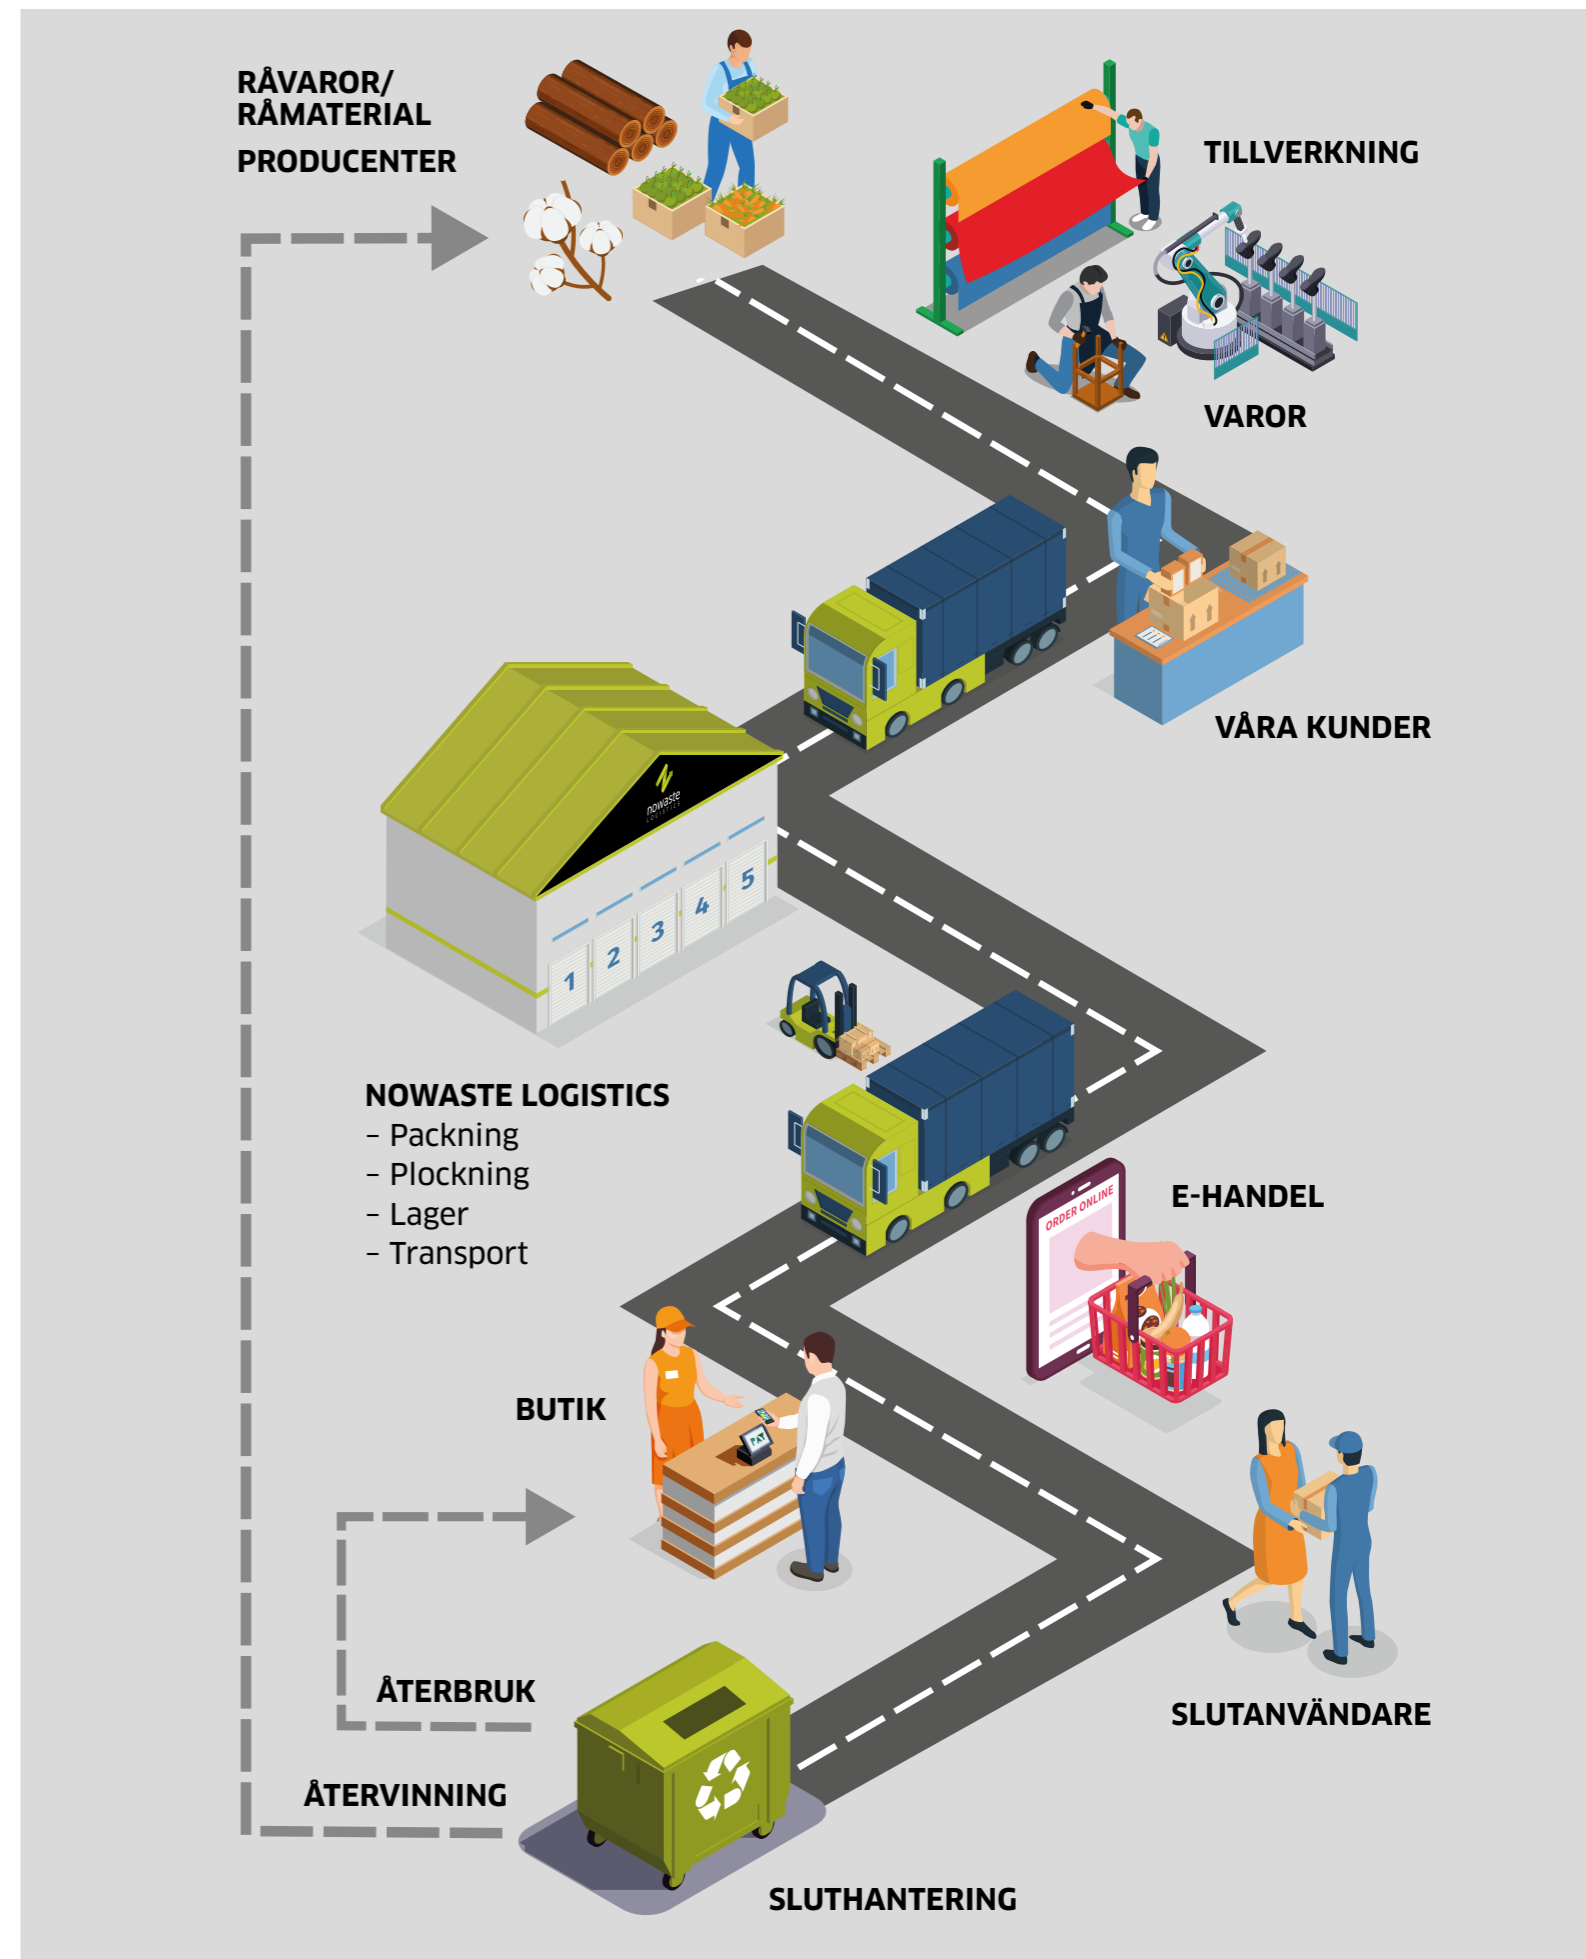 RÅVAROR/
RÅMATERIAL
PRODUCENTER
TILLVERKNING
VAROR
VÅRA KUNDER
nowaste
LOGISTICS
1
2
3
4
5
NOWASTE LOGISTICS
– Packning
– Plockning
– Lager
– Transport
E-HANDEL
ORDER ONLINE
BUTIK
PAY
ÅTERBRUK
SLUTANVÄNDARE
ÅTERVINNING
SLUTHANTERING